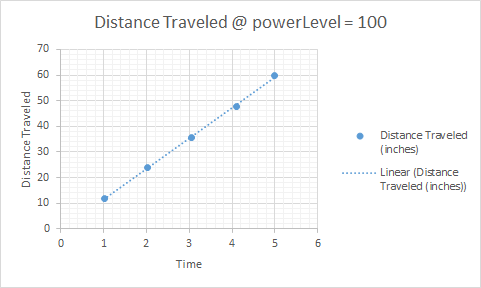 Distance Traveled @ powerLevel = 100
70
60
50
40
30
20
10
0
Distance Traveled
0 1 2 3 4 5 6
Time
Distance Traveled
(inches)
Linear (Distance
Traveled (inches))